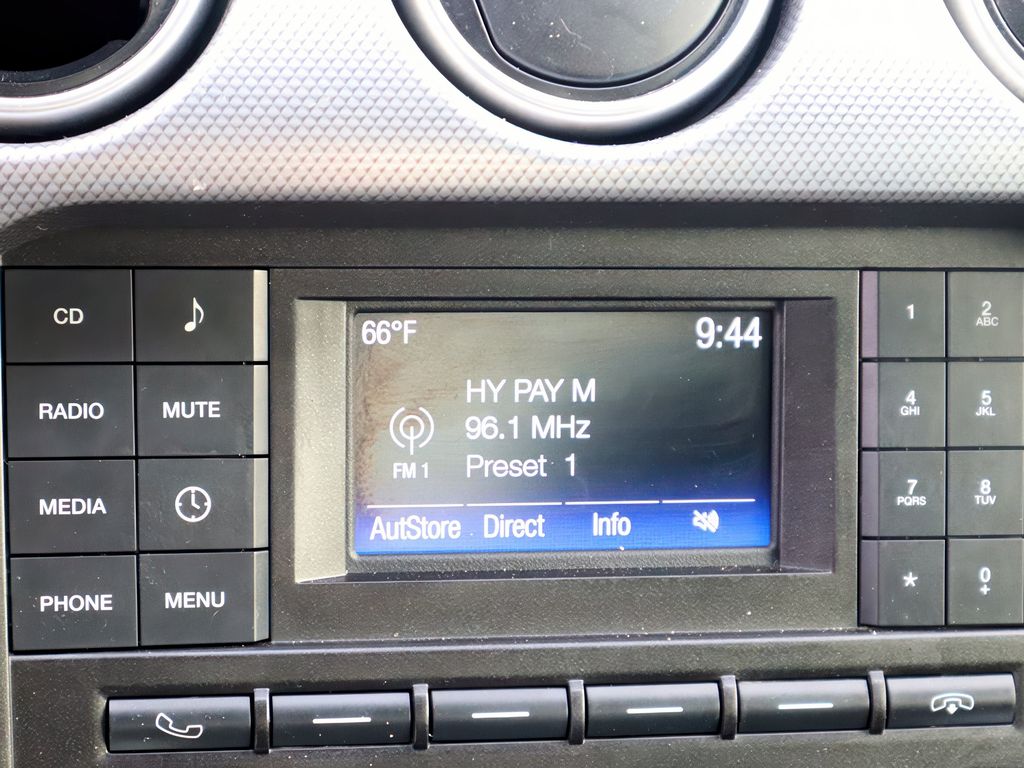 CD
RADIO
MUTE
MEDIA
PHONE
MENU
66°F
9:44
HY PAY M
96.1 MHz
FM 1
Preset 1
AutStore
Direct
Info
1
2
ABC
4
GHI
5
JKL
7
PQRS
8
TUV
*
0
+